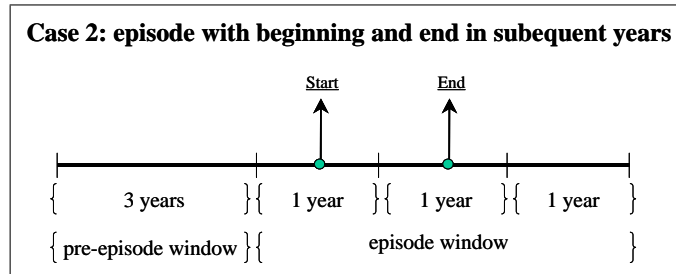 Case 2: episode with beginning and end in subequent years
Start End
{ 3 years }{ 1 year }{ 1 year }{ 1 year }
{ pre-episode window }{ episode window }